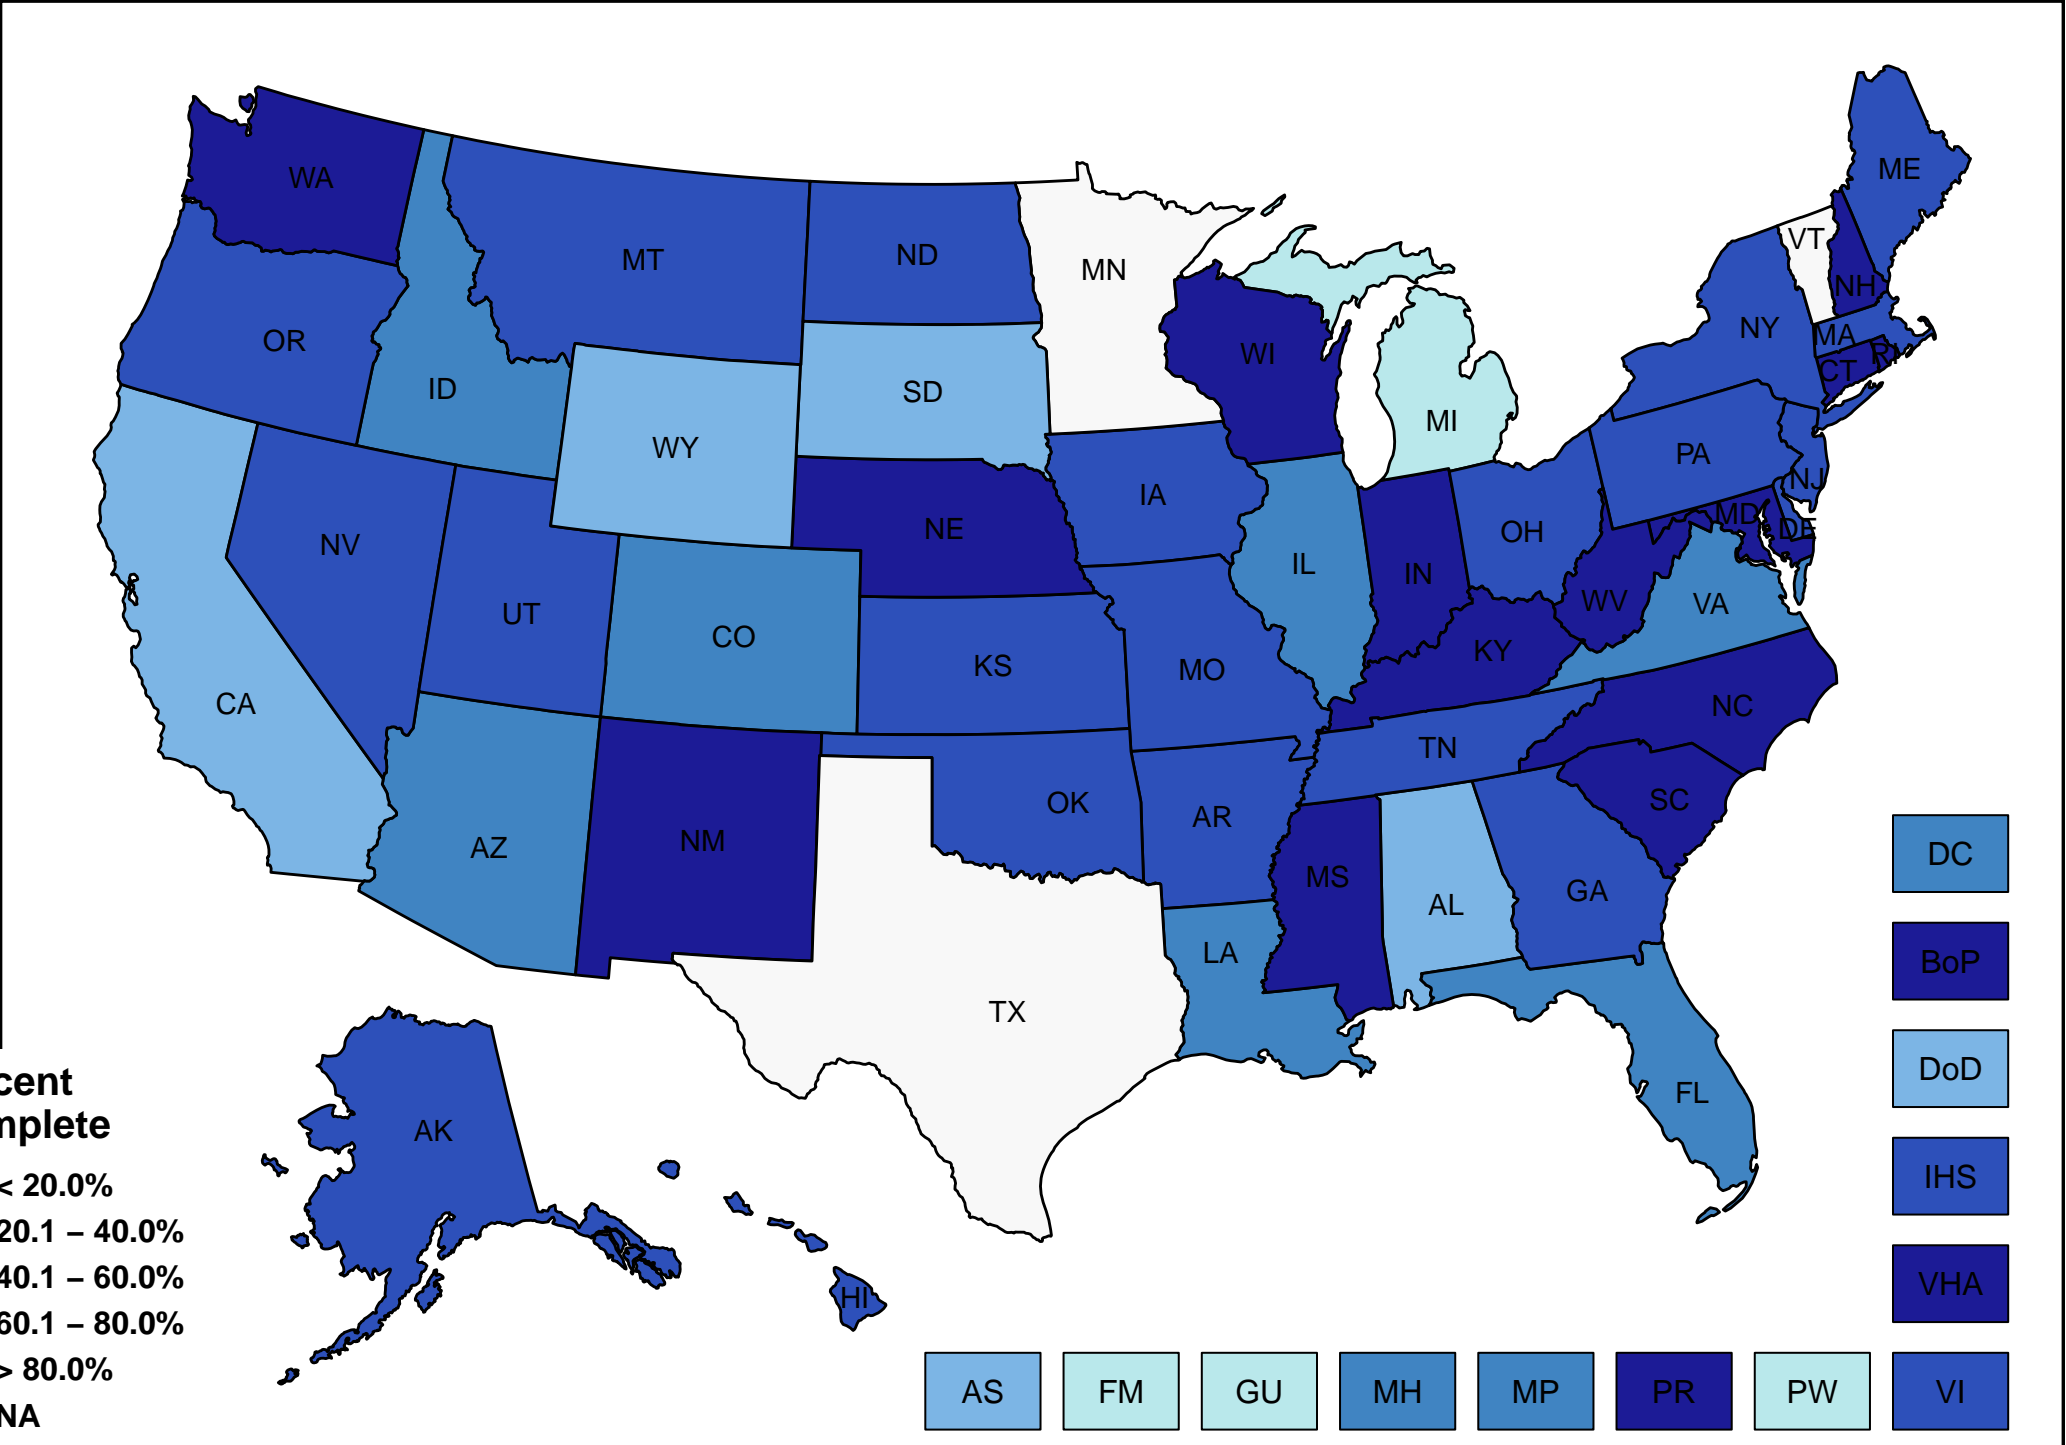 WA
ME
VT
MT
ND
MN
NH
NY
MA
OR
WI
RI
CT
ID
SD
MI
WY
PA
NJ
IA
NE
MD
DE
OH
NV
IL
IN
WV
VA
UT
CO
KY
KS
MO
CA
NC
TN
SC
OK
AR
NM
AZ
MS
GA
AL
DC
LA
BoP
TX
DoD
cent
FL
mplete
AK
IHS
< 20.0%
20.1 – 40.0%
40.1 – 60.0%
VHA
HI
60.1 – 80.0%
> 80.0%
AS FM GU MH MP PR PW VI
NA